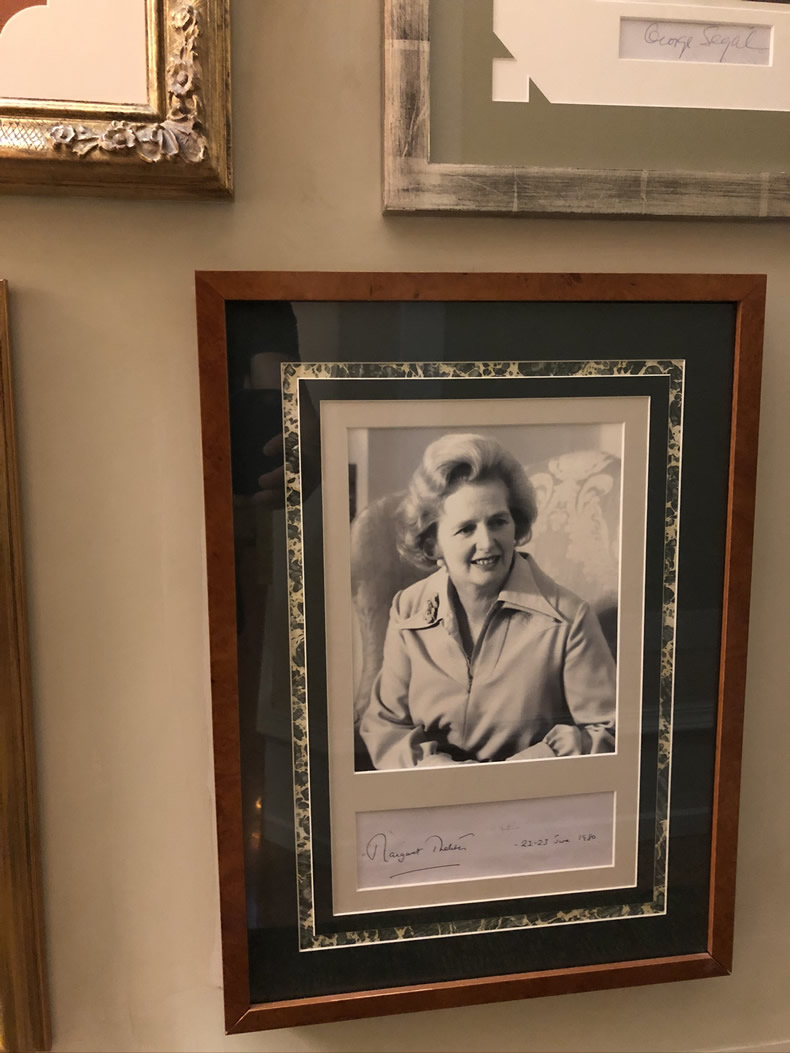 George Segal
Margaret Thatcher - 22-23 June 1980